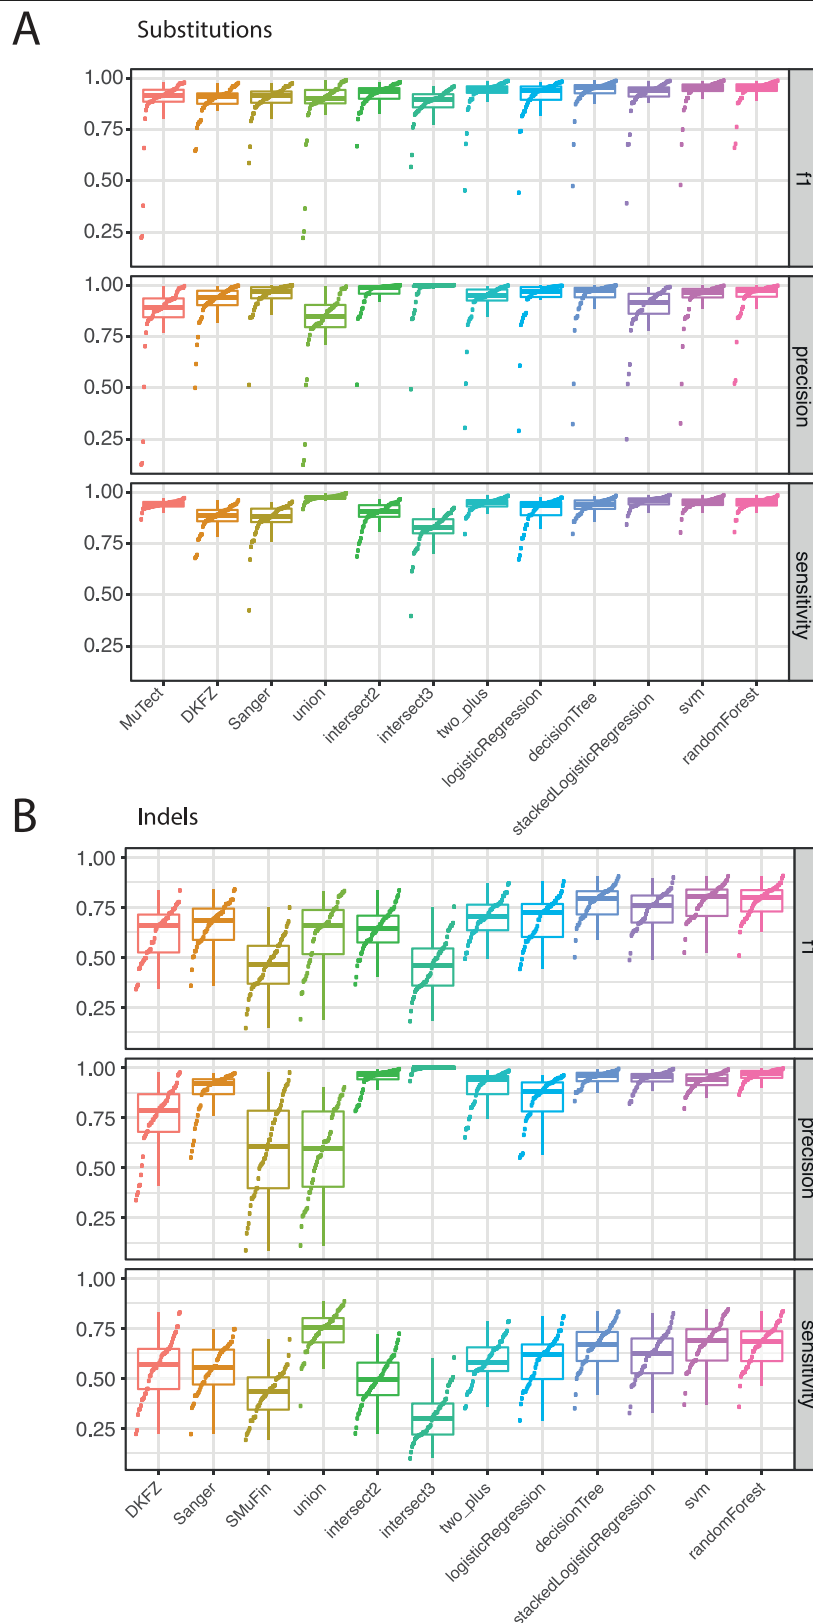 A
Substitutions
1.00
0.75
0.50
0.25
f1
1.00
0.75
0.50
0.25
precision
1.00
0.75
0.50
0.25
sensitivity
MuTect
DKFZ
Sanger
union
intersect2
intersect3
two_plus
logisticRegression
decisionTree
stackedLogisticRegression
svm
randomForest
B
Indels
1.00
0.75
0.50
0.25
f1
1.00
0.75
0.50
0.25
precision
1.00
0.75
0.50
0.25
sensitivity
DKFZ
Sanger
SMuFin
union
intersect2
intersect3
two_plus
logisticRegression
decisionTree
stackedLogisticRegression
svm
randomForest